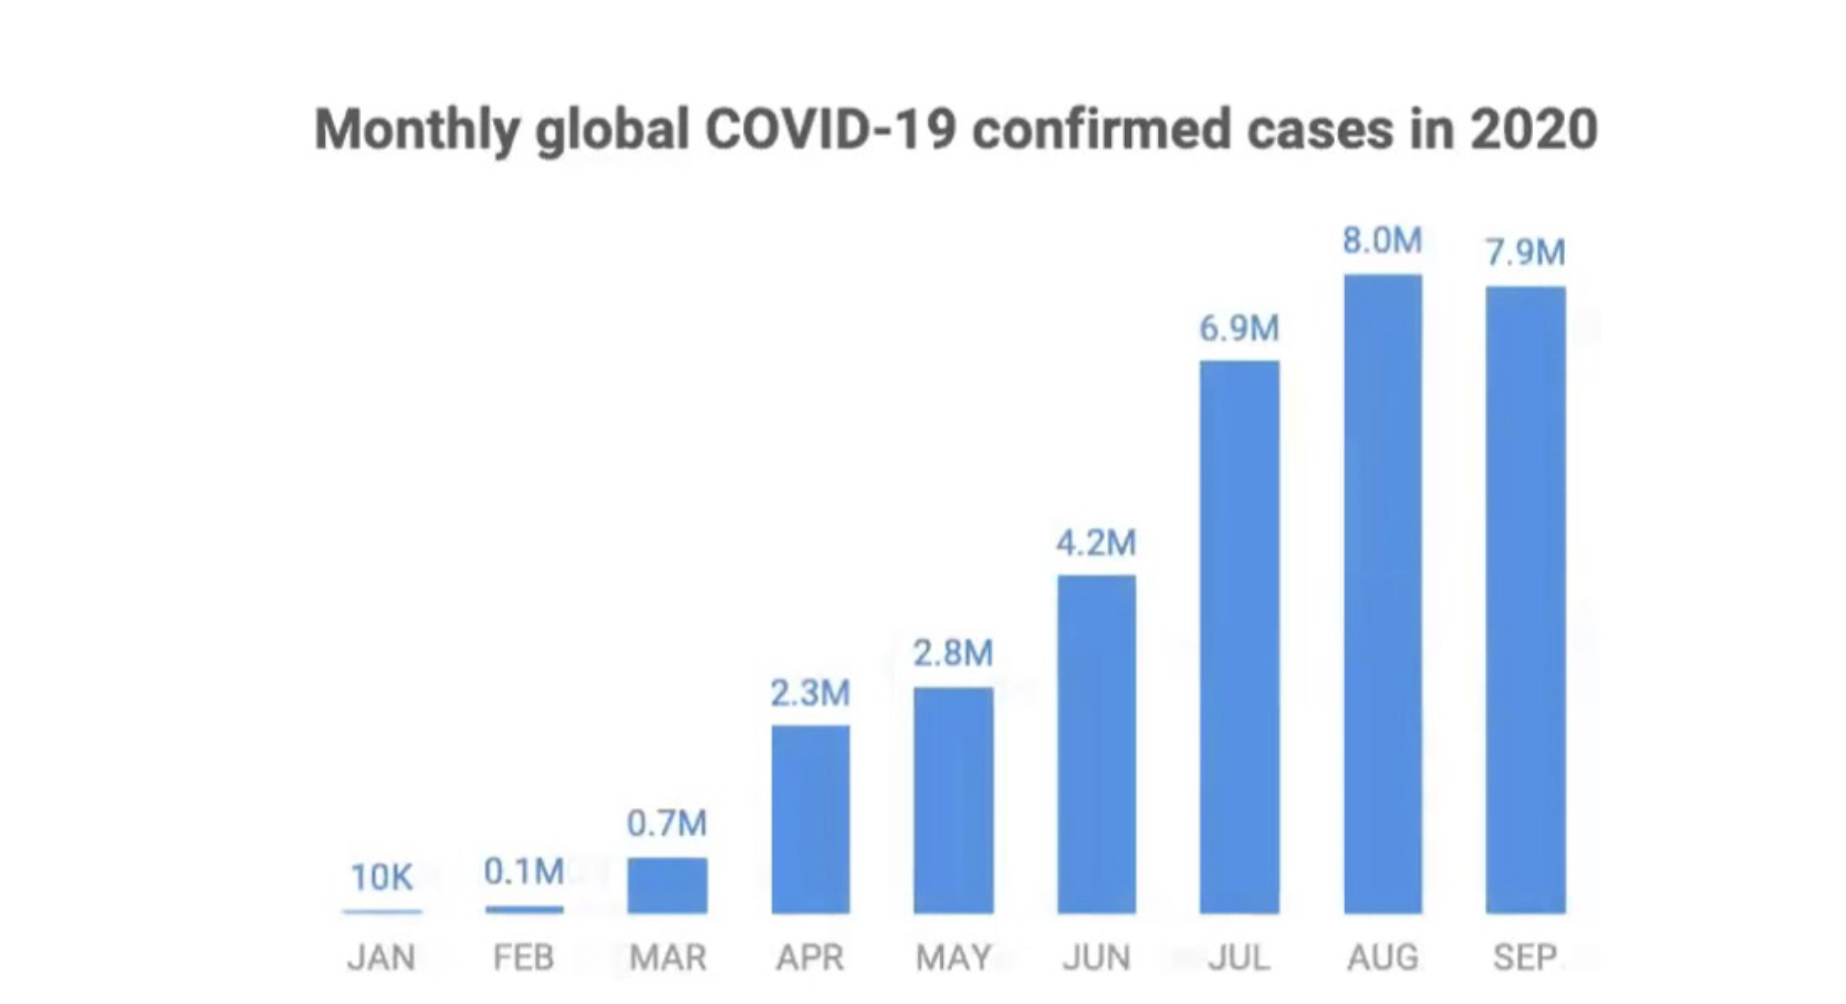 Monthly global COVID-19 confirmed cases in 2020
8.0M
7.9M
6.9M
4.2M
2.8M
2.3M
0.7M
0.1M
10K
JAN FEB MAR APR MAY JUN JUL AUG SEP